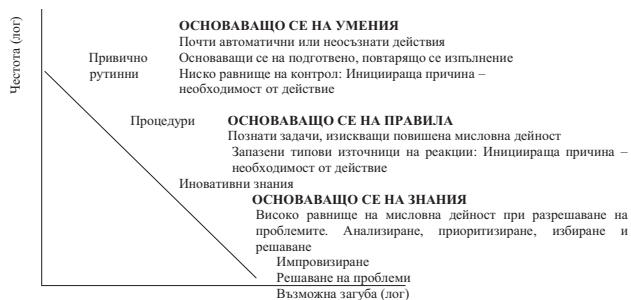 Честота (лог)
ОСНОВАВАЩО СЕ НА УМЕНИЯ
Почти автоматични или неосъзнати действия
Привично
рутинни
Основаващи се на подготвено, повтарящо се изпълнение
Ниско равнище на контрол: Инициираща причина –
необходимост от действие
Процедури
ОСНОВАВАЩО СЕ НА ПРАВИЛА
Познати задачи, изискващи повишена мисловна дейност
Запазени типови източници на реакции: Инициираща причина –
необходимост от действие
Иновативни знания
ОСНОВАВАЩО СЕ НА ЗНАНИЯ
Високо равнище на мисловна дейност при разрешаване на
проблемите. Анализиране, приоритизиране, избиране и
решаване
Импровизиране
Решаване на проблеми
Възможна загуба (лог)